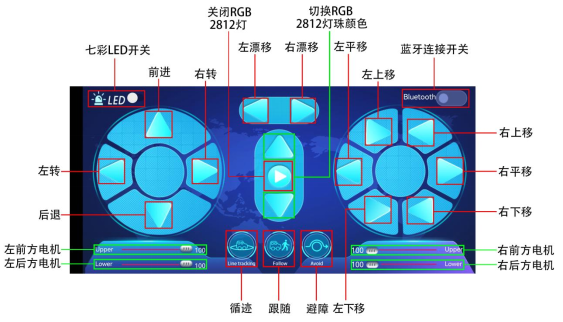 关闭RGB
2812灯
切换RGB
2812灯珠颜色
七彩LED开关
左漂移
右漂移
左平移
蓝牙连接开关
前进
右转
左上移
LED
Bluetooth
右上移
左转
右平移
后退
右下移
左前方电机
Upper
100
100
Upper
右前方电机
左后方电机
Lower
100
100
Lower
右后方电机
Line tracking
Follow
Avoid
循迹
跟随
避障
左下移